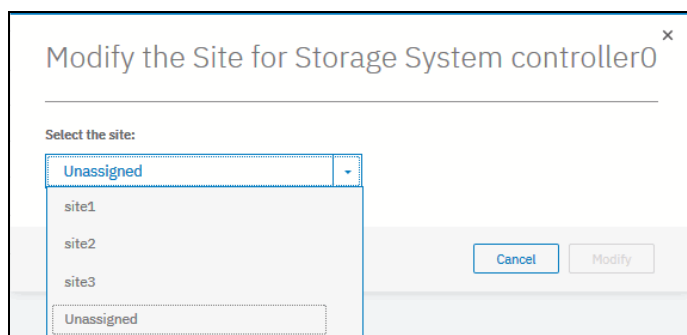 ×
Modify the Site for Storage System controller0
Select the site:
Unassigned
site1
site2
site3
Unassigned
Cancel Modify